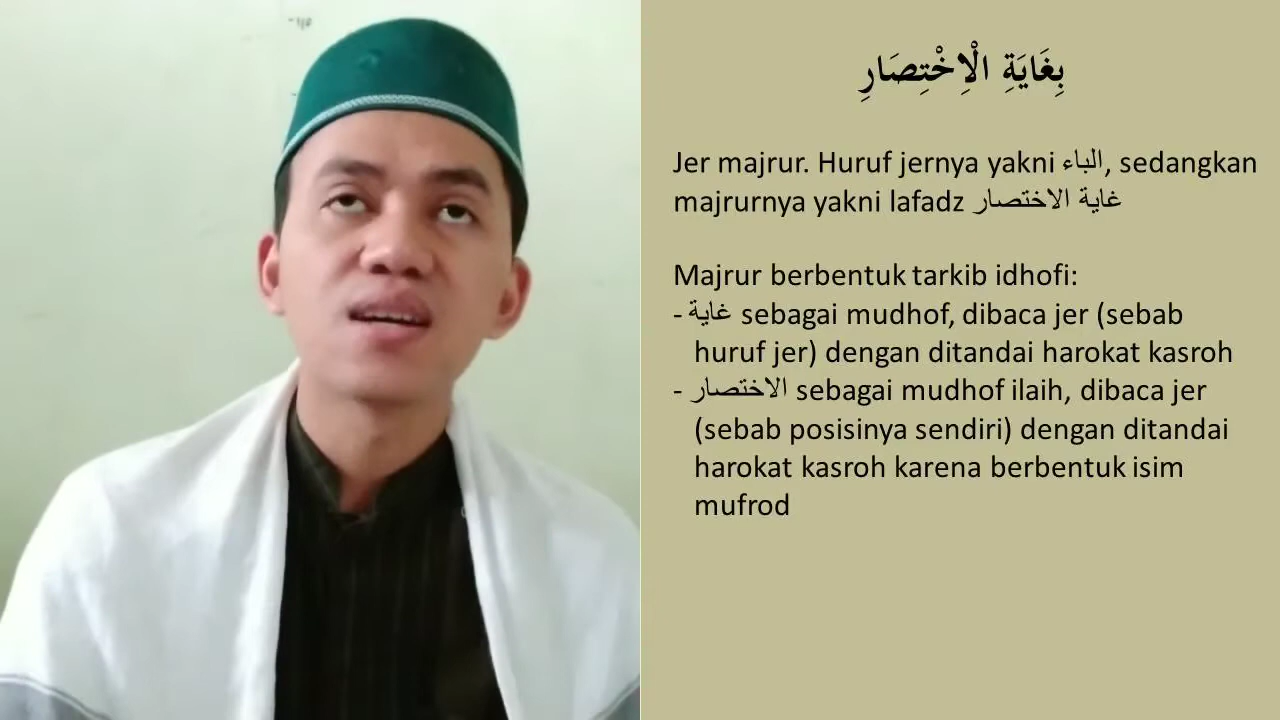 بِغَايَةِ الْاِخْتِصَارِ
Jer majrur. Huruf jernya yakni الباء, sedangkan
majrurnya yakni lafadz غاية الاختصار
Majrur berbentuk tarkib idhofi:
- غاية sebagai mudhof, dibaca jer (sebab
huruf jer) dengan ditandai harokat kasroh
- الاختصار sebagai mudhof ilaih, dibaca jer
(sebab posisinya sendiri) dengan ditandai
harokat kasroh karena berbentuk isim
mufrod